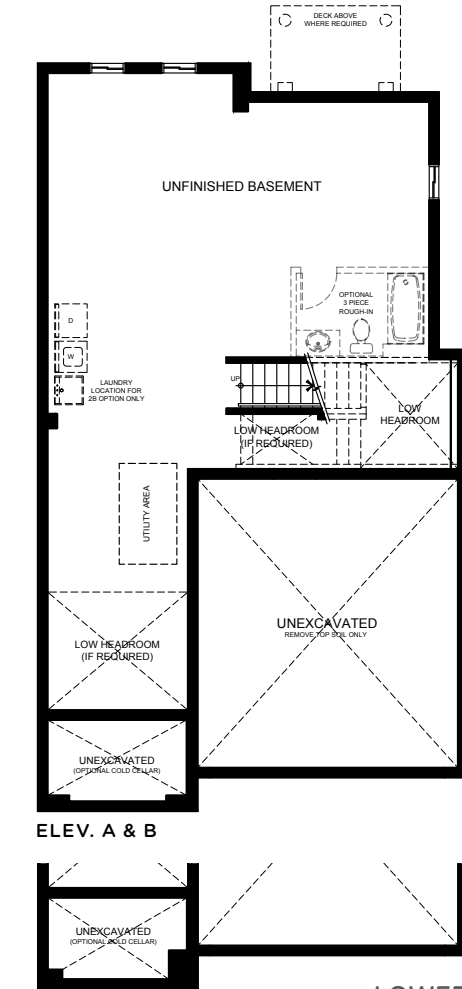 DECK ABOVE
WHERE REQUIRED
UNFINISHED BASEMENT
OPTIONAL
3 PIECE
ROUGH-IN
D
W
LAUNDRY
LOCATION FOR
2B OPTION ONLY
UP
LOW
HEADROOM
LOW HEADROOM
(IF REQUIRED)
UTILITY AREA
UNEXCAVATED
REMOVE TOP SOIL ONLY
LOW HEADROOM
(IF REQUIRED)
UNEXCAVATED
(OPTIONAL COLD CELLAR)
ELEV. A & B
UNEXCAVATED
(OPTIONAL COLD CELLAR)